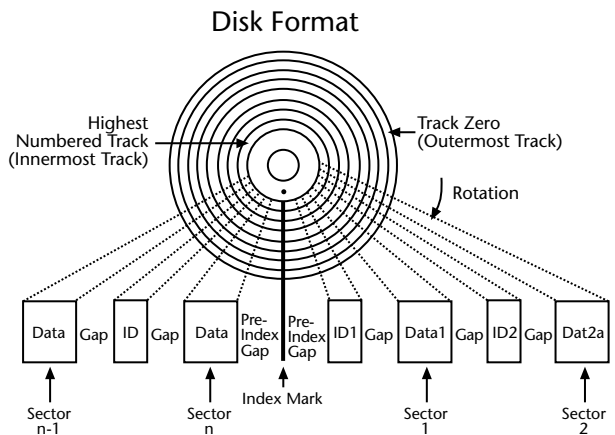 Disk Format
Highest
Numbered Track
(Innermost Track)
Track Zero
(Outermost Track)
Rotation
Data
Gap
ID
Gap
Data
Pre-
Index
Gap
Pre-
Index
Gap
ID1
Gap
Data1
Gap
ID2
Gap
Dat2a
Sector
n-1
Sector
n
Index Mark
Sector
1
Sector
2